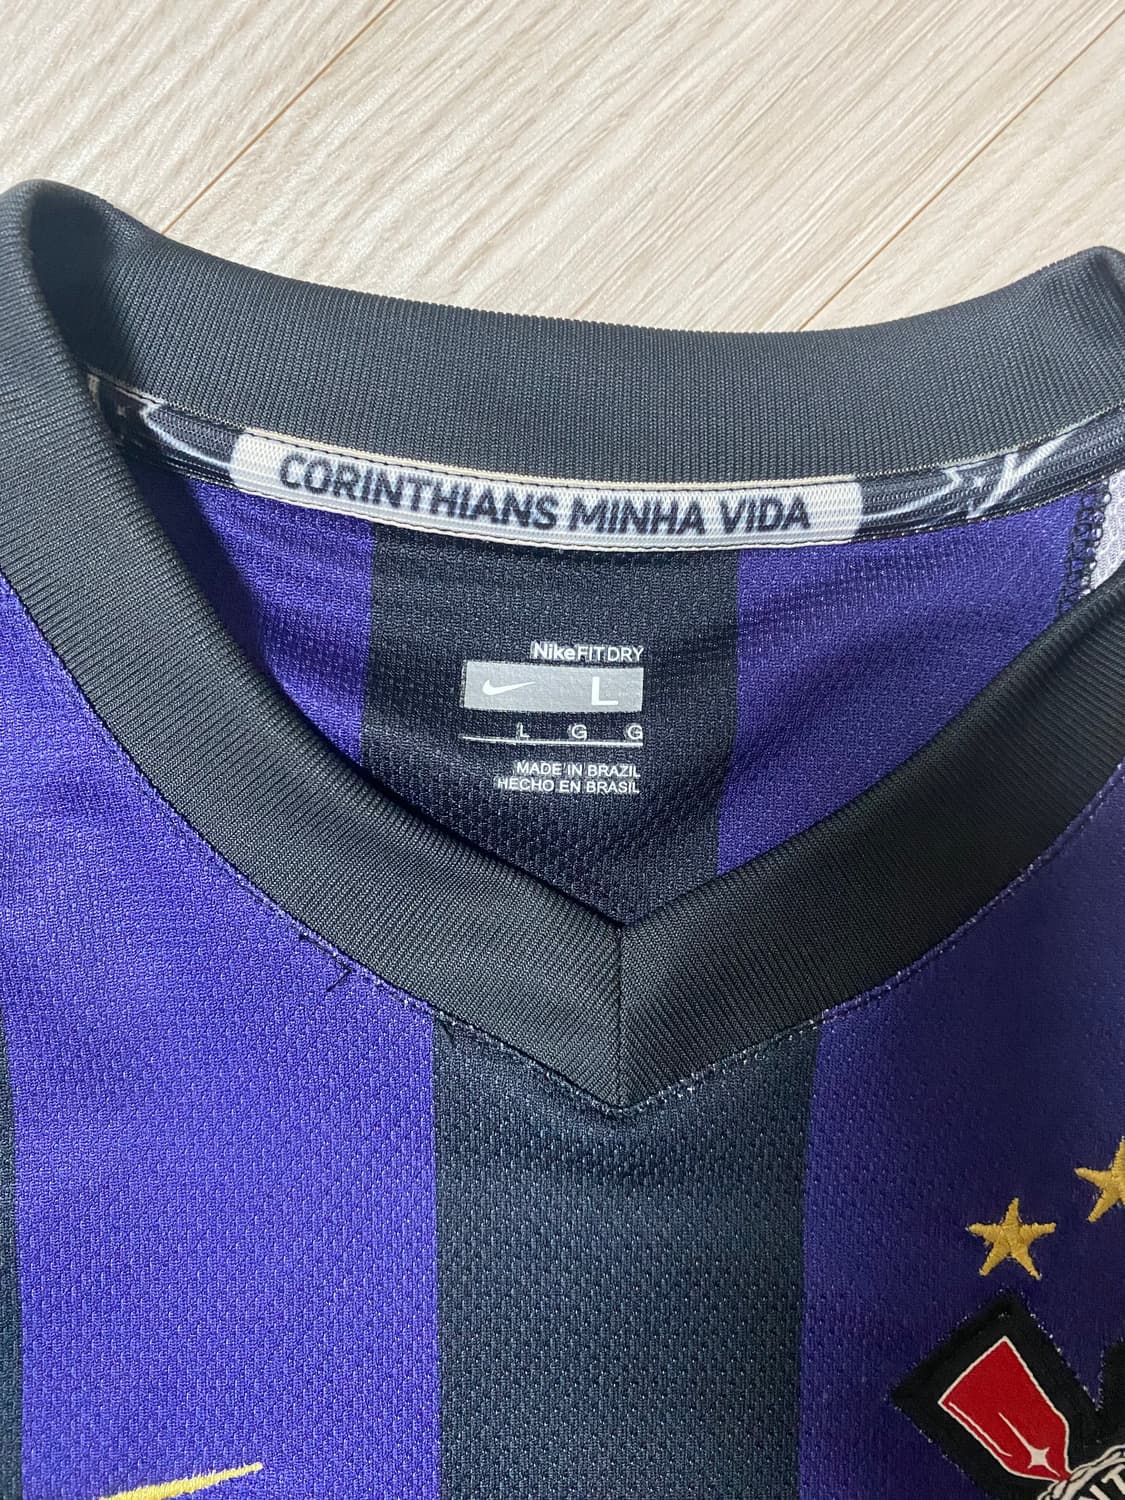 CORINTHIANS MINHA VIDA
NikeFIT DRY
L
L G G
MADE IN BRAZIL
HECHO EN BRASIL